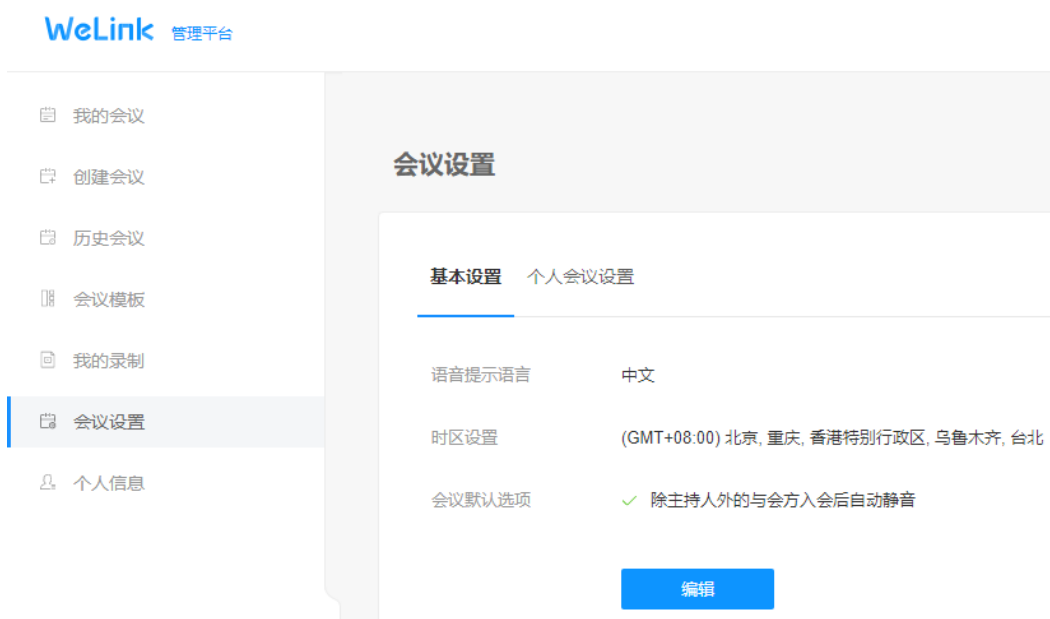 WeLink 管理平台
我的会议
创建会议
历史会议
会议模板
我的录制
会议设置
个人信息
会议设置
基本设置 个人会议设置
语音提示语言 中文
时区设置 (GMT+08:00) 北京, 重庆, 香港特别行政区, 乌鲁木齐, 台北
会议默认选项 除主持人外的与会方入会后自动静音
编辑